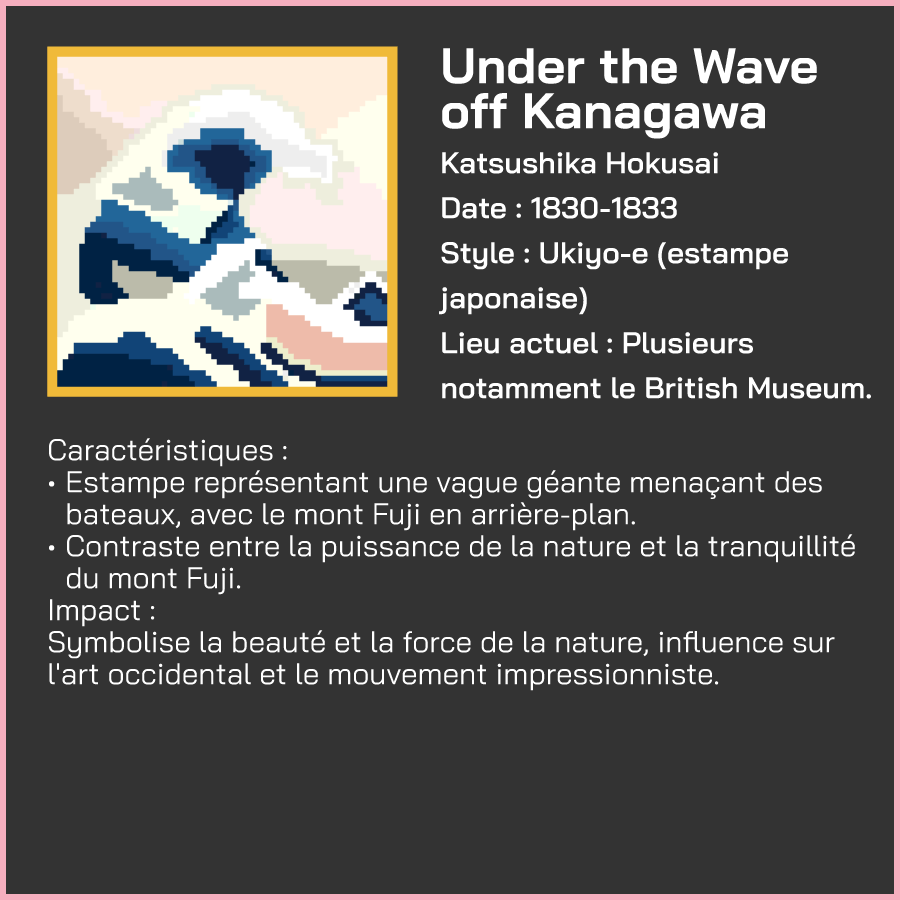 Under the Wave
off Kanagawa
Katsushika Hokusai
Date : 1830-1833
Style : Ukiyo-e (estampe
japonaise)
Lieu actuel : Plusieurs
notamment le British Museum.
Caractéristiques :
• Estampe représentant une vague géante menaçant des
bateaux, avec le mont Fuji en arrière-plan.
• Contraste entre la puissance de la nature et la tranquillité
du mont Fuji.
Impact :
Symbolise la beauté et la force de la nature, influence sur
l'art occidental et le mouvement impressionniste.